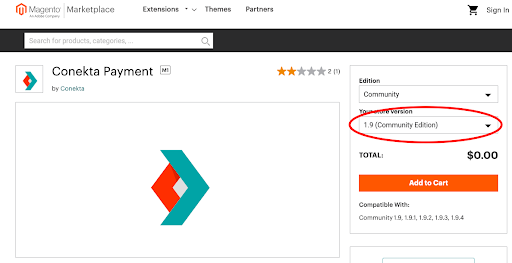 Magento | Marketplace
An Adobe Company
Extensions
Themes
Partners
Sign In
Search for products, categories, ...
Conekta Payment M1
by Conekta
2 (1)
Edition
Community
Your store version
1.9 (Community Edition)
TOTAL: $0.00
Add to Cart
Compatible With:
Community 1.9, 1.9.1, 1.9.2, 1.9.3, 1.9.4